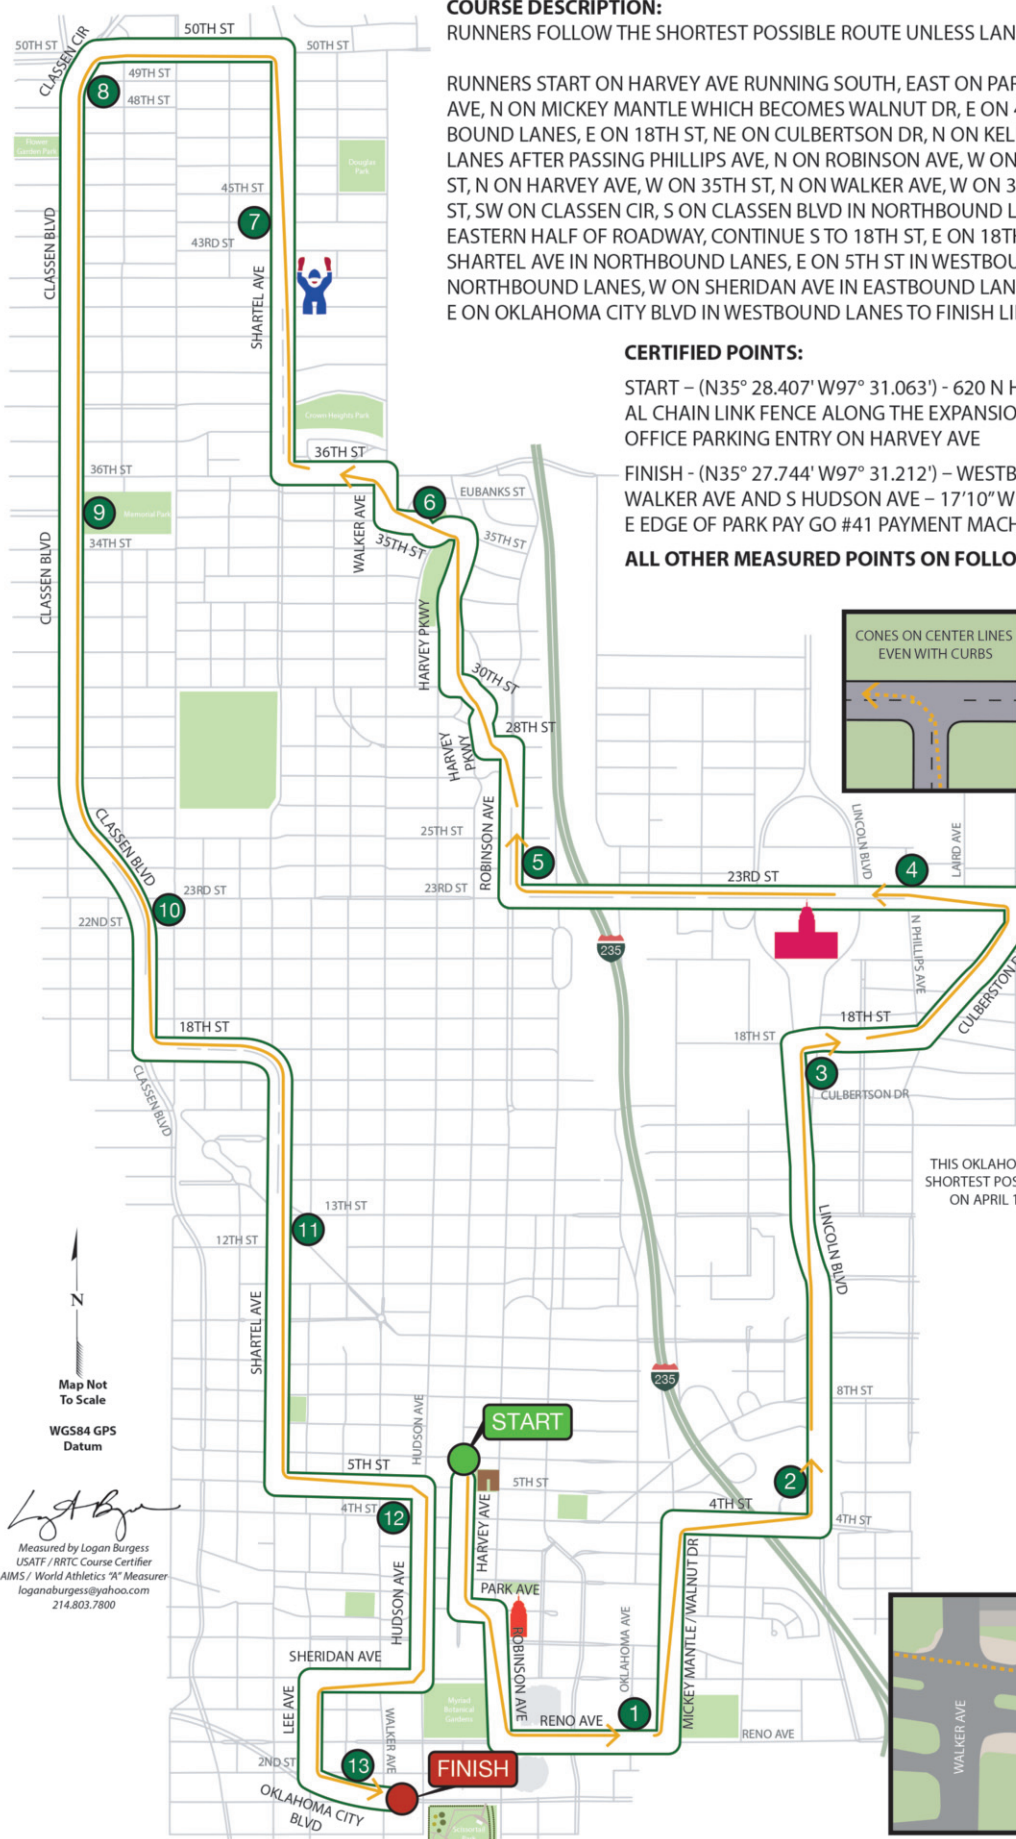 COURSE DESCRIPTION:
RUNNERS FOLLOW THE SHORTEST POSSIBLE ROUTE UNLESS LAN
RUNNERS START ON HARVEY AVE RUNNING SOUTH, EAST ON PAR
AVE, N ON MICKEY MANTLE WHICH BECOMES WALNUT DR, E ON 4
BOUND LANES, E ON 18TH ST, NE ON CULBERTSON DR, N ON KEL
LANES AFTER PASSING PHILLIPS AVE, N ON ROBINSON AVE, W ON
ST, N ON HARVEY AVE, W ON 35TH ST, N ON WALKER AVE, W ON 3
ST, SW ON CLASSEN CIR, S ON CLASSEN BLVD IN NORTHBOUND L
EASTERN HALF OF ROADWAY, CONTINUE S TO 18TH ST, E ON 18TH
SHARTEL AVE IN NORTHBOUND LANES, E ON 5TH ST IN WESTBOU
NORTHBOUND LANES, W ON SHERIDAN AVE IN EASTBOUND LAN
E ON OKLAHOMA CITY BLVD IN WESTBOUND LANES TO FINISH LI
CERTIFIED POINTS:
START – (N35° 28.407' W97° 31.063') - 620 N H
AL CHAIN LINK FENCE ALONG THE EXPANSIO
OFFICE PARKING ENTRY ON HARVEY AVE
FINISH - (N35° 27.744' W97° 31.212') – WESTB
WALKER AVE AND S HUDSON AVE – 17'10" W
E EDGE OF PARK PAY GO #41 PAYMENT MACH
ALL OTHER MEASURED POINTS ON FOLLO
CONES ON CENTER LINES
EVEN WITH CURBS
50TH ST
50TH ST
50TH ST
CLASSEN CIR
49TH ST
8
48TH ST
Flower
Garden Park
Douglas
Park
45TH ST
7
43RD ST
CLASSEN BLVD
SHARTEL AVE
Crown Heights Park
36TH ST
36TH ST
EUBANKS ST
6
9
Memorial Park
WALKER AVE
35TH ST
35TH ST
34TH ST
CLASSEN BLVD
HARVEY PKWY
30TH ST
28TH ST
HARVEY
PKWY
CLASSEN BLVD
ROBINSON AVE
25TH ST
5
LINCOLN BLVD
LAIRD AVE
4
23RD ST
23RD ST
23RD ST
10
22ND ST
235
N PHILLIPS AVE
CULBERSTON D
18TH ST
18TH ST
18TH ST
3
CULBERTSON DR
CLASSEN BLVD
THIS OKLAHO
SHORTEST POS
ON APRIL 1
13TH ST
11
12TH ST
LINCOLN BLVD
N
SHARTEL AVE
Map Not
To Scale
WGS84 GPS
Datum
235
8TH ST
HUDSON AVE
START
5TH ST
5TH ST
2
4TH ST
4TH ST
4TH ST
12
HARVEY AVE
Measured by Logan Burgess
USATF / RRTC Course Certifier
AIMS / World Athletics "A" Measurer
loganaburgess@yahoo.com
214.803.7800
HUDSON AVE
PARK AVE
MICKEY MANTLE / WALNUT DR
OKLAHOMA AVE
ROBINSON AVE
SHERIDAN AVE
LEE AVE
Myriad
Botanical
Gardens
1
RENO AVE
RENO AVE
WALKER AVE
2ND ST
13
FINISH
OKLAHOMA CITY
BLVD
Scissortail
Park
WALKER AVE